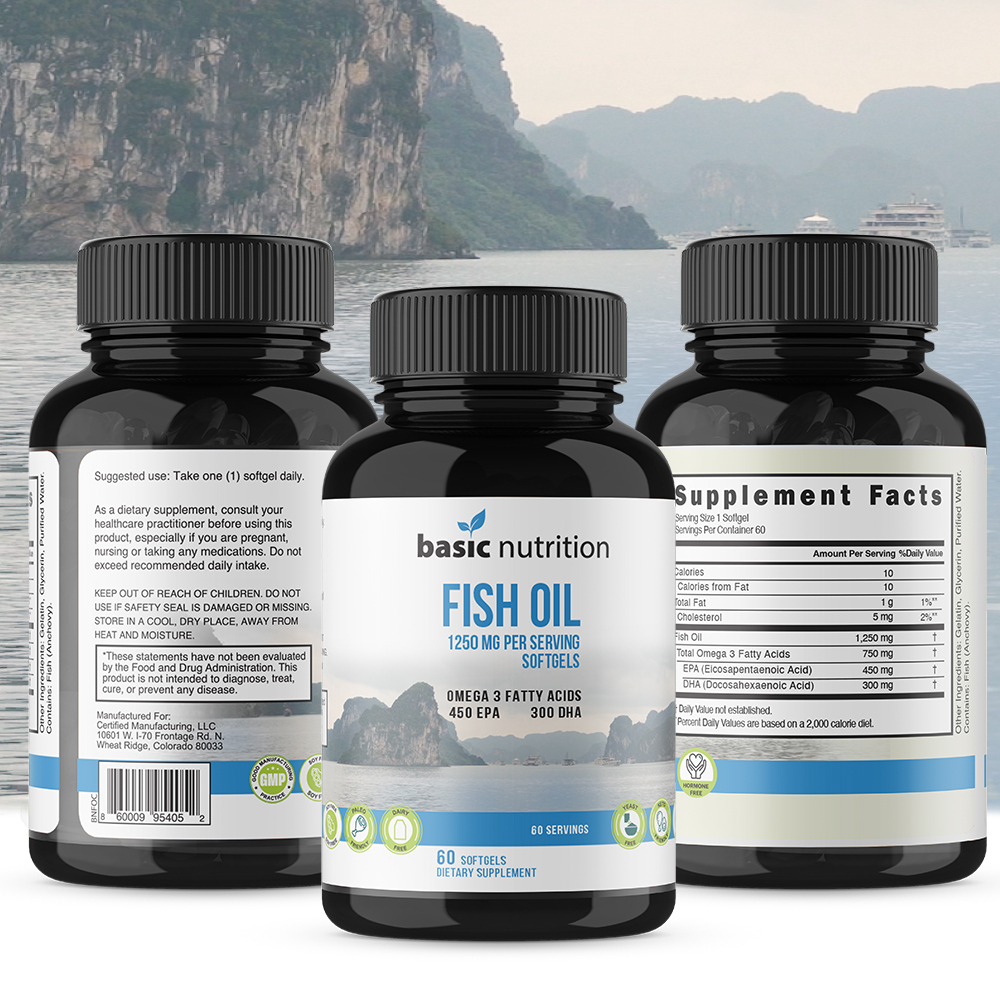 Suggested use: Take one (1) softgel daily.
As a dietary supplement, consult your
healthcare practitioner before using this
product, especially if you are pregnant,
nursing or taking any medications. Do not
exceed recommended daily intake.
KEEP OUT OF REACH OF CHILDREN. DO NOT
USE IF SAFETY SEAL IS DAMAGED OR MISSING.
STORE IN A COOL, DRY PLACE, AWAY FROM
HEAT AND MOISTURE.
*These statements have not been evaluated
by the Food and Drug Administration. This
product is not intended to diagnose, treat,
cure, or prevent any disease.
Manufactured For:
Certified Manufacturing, LLC
10601 W. I-70 Frontage Rd. N.
Wheat Ridge, Colorado 80033
BNFOC
8 60009 95405 2
GOOD MANUFACTURING
GMP
PRACTICE
Other Ingredients: Gelatin, Glycerin, Purified Water.
Contains: Fish (Anchovy).
basic nutrition
FISH OIL
1250 MG PER SERVING
SOFTGELS
OMEGA 3 FATTY ACIDS
450 EPA 300 DHA
PALEO
FRIENDLY
DAIRY
FREE
60 SERVINGS
YEAST
FREE
60 SOFTGELS
DIETARY SUPPLEMENT
Supplement Facts
Serving Size 1 Softgel
Servings Per Container 60
Amount Per Serving %Daily Value
Calories 10
Calories from Fat 10
Total Fat 1 g 1%**
Cholesterol 5 mg 2%**
Fish Oil 1,250 mg †
Total Omega 3 Fatty Acids 750 mg †
EPA (Eicosapentaenoic Acid) 450 mg †
DHA (Docosahexaenoic Acid) 300 mg †
Daily Value not established.
Percent Daily Values are based on a 2,000 calorie diet.
Other Ingredients: Gelatin, Glycerin, Purified Water.
Contains: Fish (Anchovy).
HORMONE
FREE